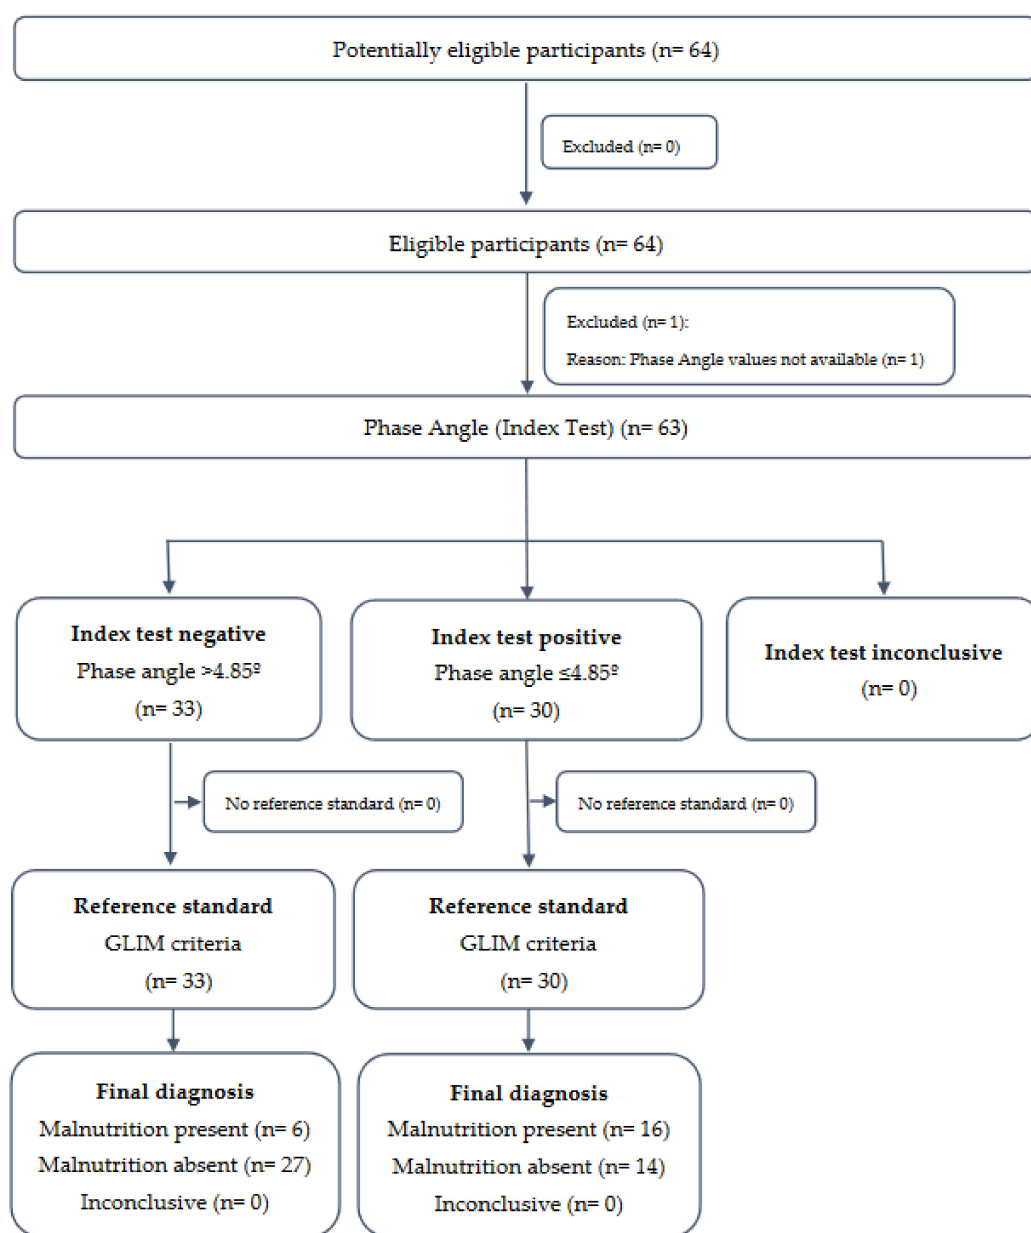 Potentially eligible participants (n= 64)
Excluded (n= 0)
Eligible participants (n= 64)
Excluded (n= 1):
Reason: Phase Angle values not available (n= 1)
Phase Angle (Index Test) (n= 63)
Index test negative
Phase angle >4.85º
(n= 33)
Index test positive
Phase angle ≤4.85º
(n= 30)
Index test inconclusive
(n= 0)
No reference standard (n= 0)
No reference standard (n= 0)
Reference standard
GLIM criteria
(n= 33)
Reference standard
GLIM criteria
(n= 30)
Final diagnosis
Malnutrition present (n= 6)
Malnutrition absent (n= 27)
Inconclusive (n= 0)
Final diagnosis
Malnutrition present (n= 16)
Malnutrition absent (n= 14)
Inconclusive (n= 0)